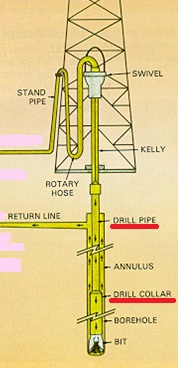 SWIVEL
STAND
PIPE
KELLY
ROTARY
HOSE
RETURN LINE
DRILL PIPE
ANNULUS
DRILL COLLAR
BOREHOLE
BIT